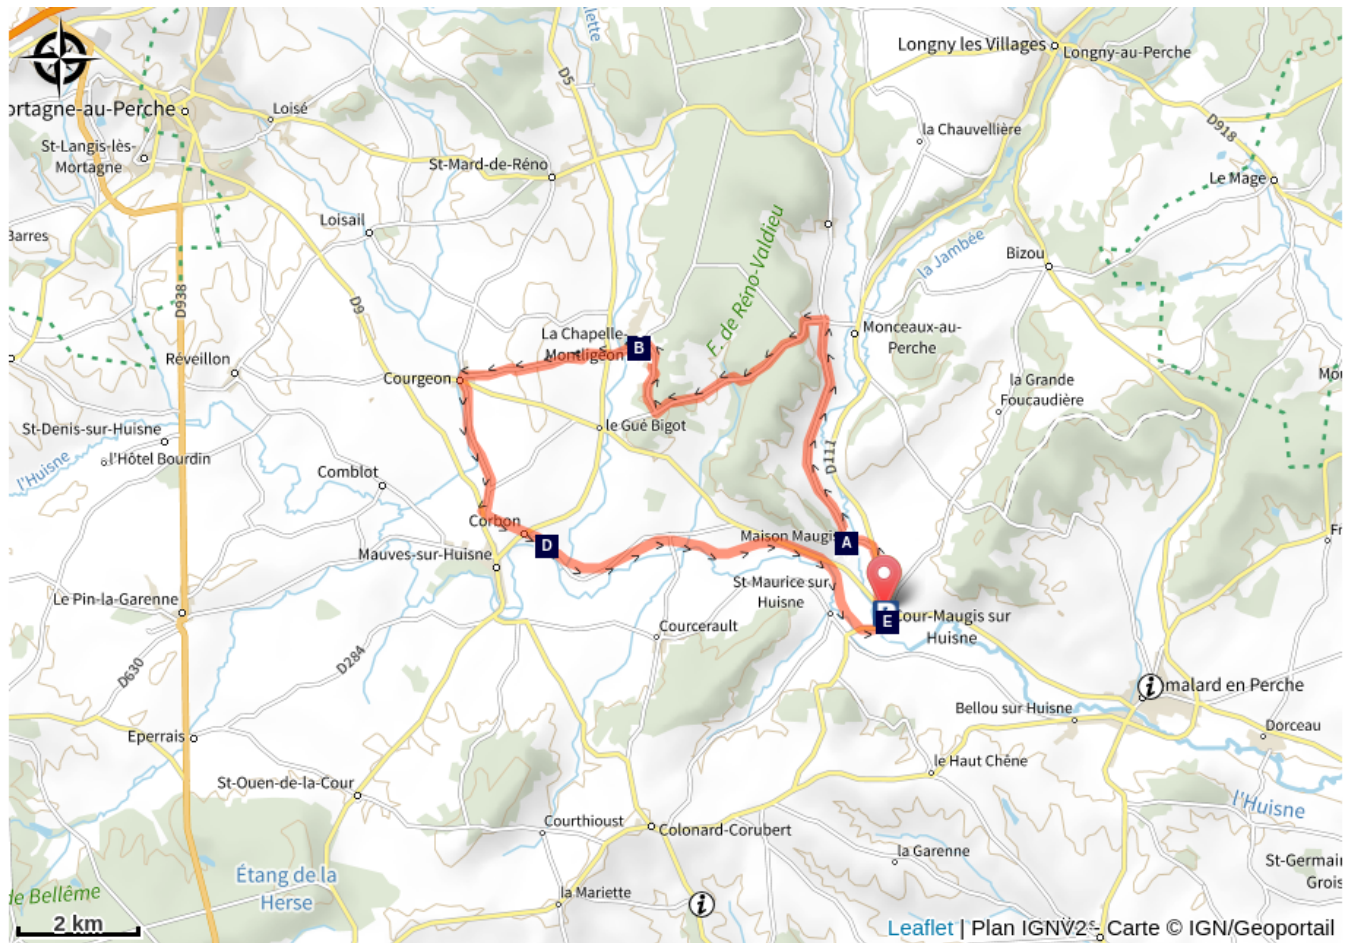 Longny les Villages
Longny-au-Perche
D5
ortagne-au-Perche
Loisé
la Chauvellière
D918
St-Langis-lès-
Mortagne
St-Mard-de-Réno
Le Mage
Loisail
Barres
la Jambée
Bizou
F. de Réno-Valdieu
D938
D9
La Chapelle-
Montligeon
B
Monceaux-au-
Perche
Réveillon
Courgeon
la Grande
Foucaudière
Mo
St-Denis-sur-Huisne
le Gué Bigot
l'Huisne
l'Hôtel Bourdin
D111
Comblot
Corbon
D
Maison Maugis
A
Fr
Mauves-sur-Huisne
St-Maurice sur
Huisne
Le Pin-la-Garenne
E
Cour-Maugis sur
Huisne
Courcerault
D630
D284
malard en Perche
Bellou sur Huisne
Dorceau
Eperrais
le Haut Chêne
St-Ouen-de-la-Cour
l'Huisne
Courthioust
Colonard-Corubert
la Garenne
St-Germai
Grois
Étang de la
Herse
de Bellême
la Mariette
2 km
Leaflet | Plan IGNV2 - Carte © IGN/Geoportail